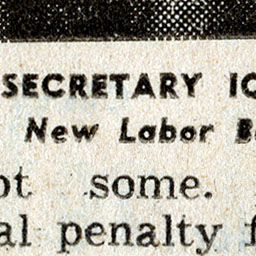 SECRETARY
New Labor
some.
penalty